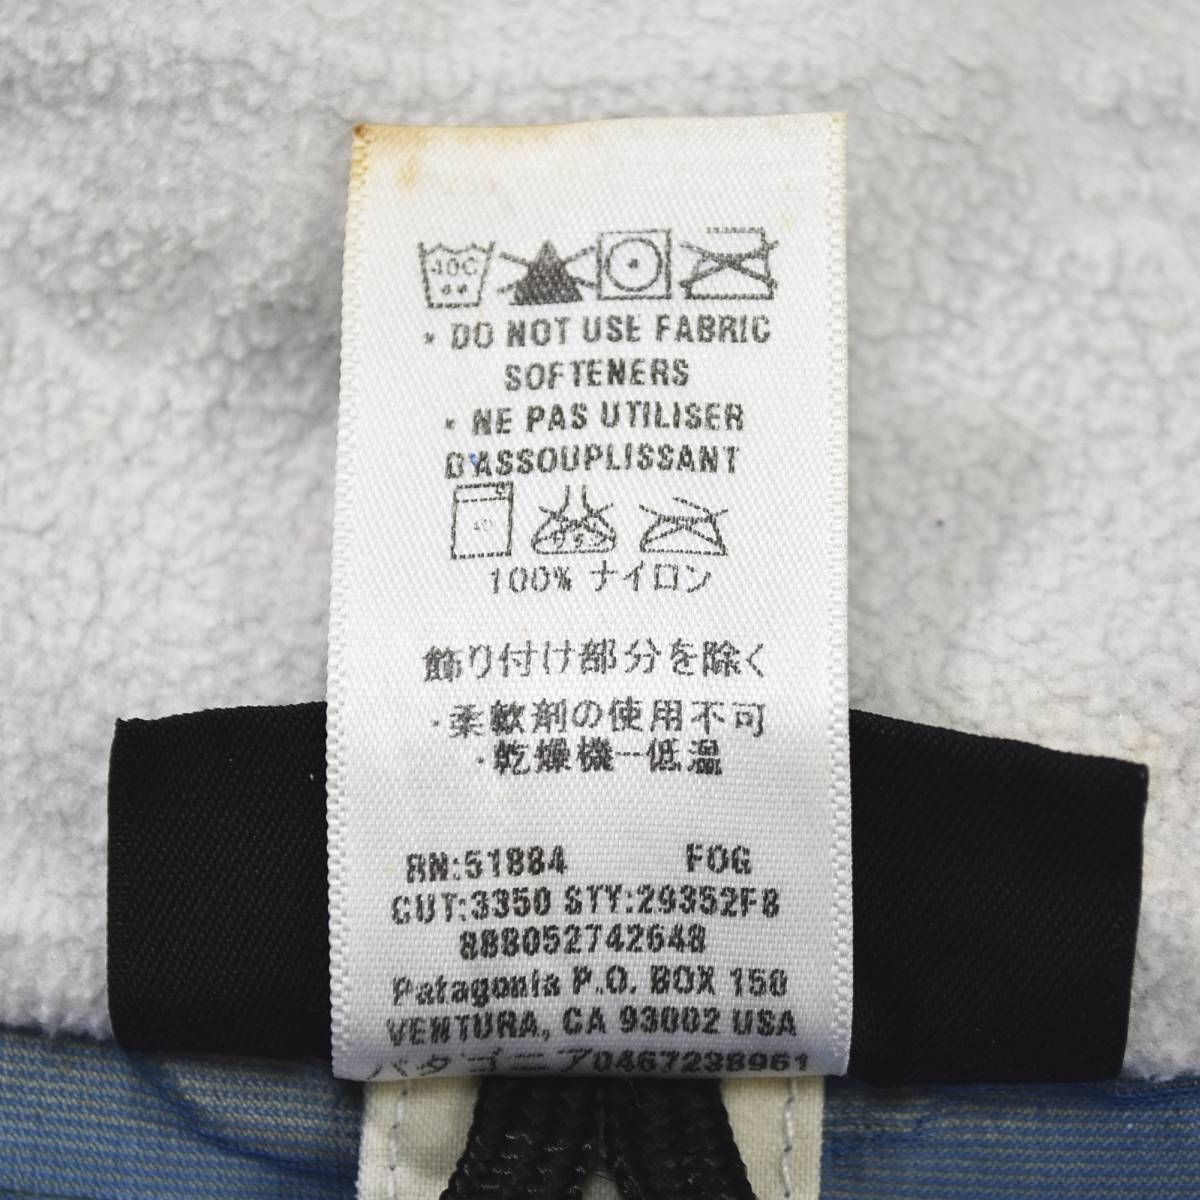 40C
• DO NOT USE FABRIC
SOFTENERS
• NE PAS UTILISER
D'ASSOUPLISSANT
40
100% ナイロン
飾り付け部分を除く
・柔軟剤の使用不可
・乾燥機ー低温
RN:51884 FOG
CUT:3350 STY:29352F8
888052742648
Patagonia P.O. BOX 150
VENTURA, CA 93002 USA
パタゴニア0467238961